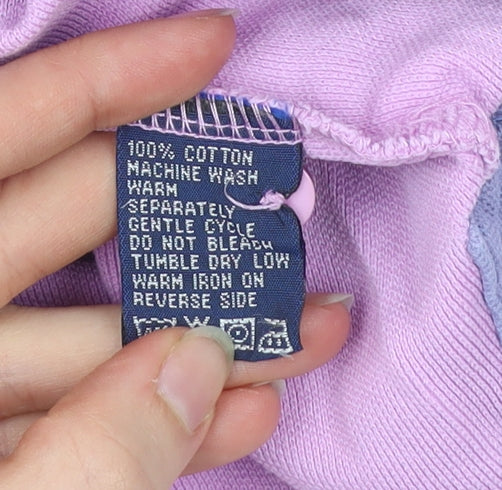 100% COTTON
MACHINE WASH
WARM
SEPARATELY
GENTLE CYCLE
DO NOT BLEACH
TUMBLE DRY LOW
WARM IRON ON
REVERSE SIDE